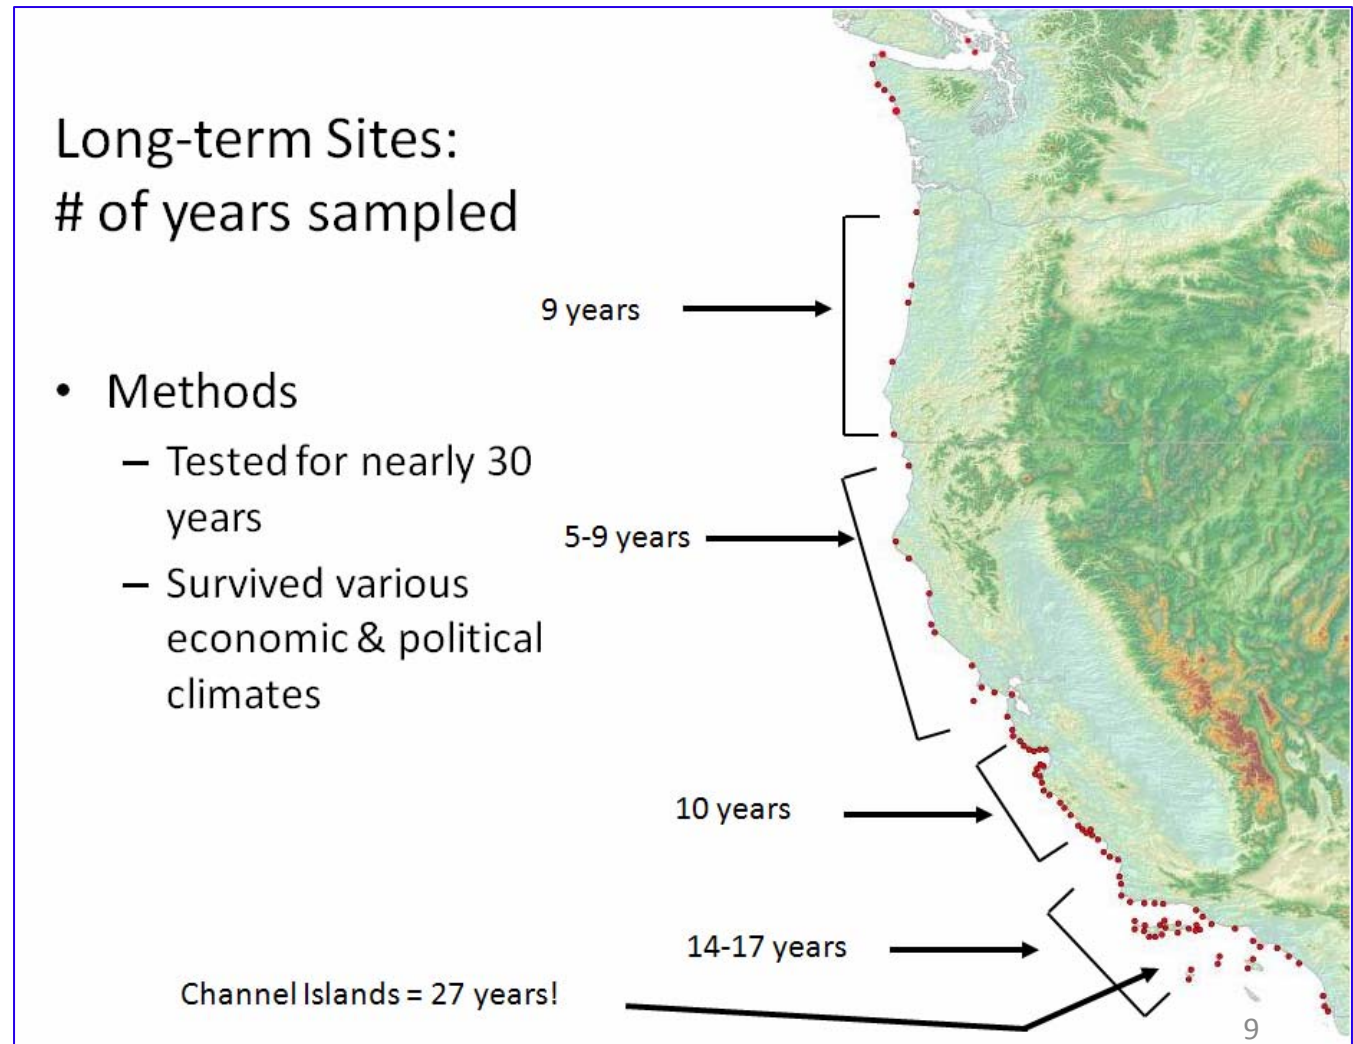 Long-term Sites:
# of years sampled
9 years
• Methods
– Tested for nearly 30
years
5-9 years
– Survived various
economic & political
climates
10 years
14-17 years
Channel Islands = 27 years!
9